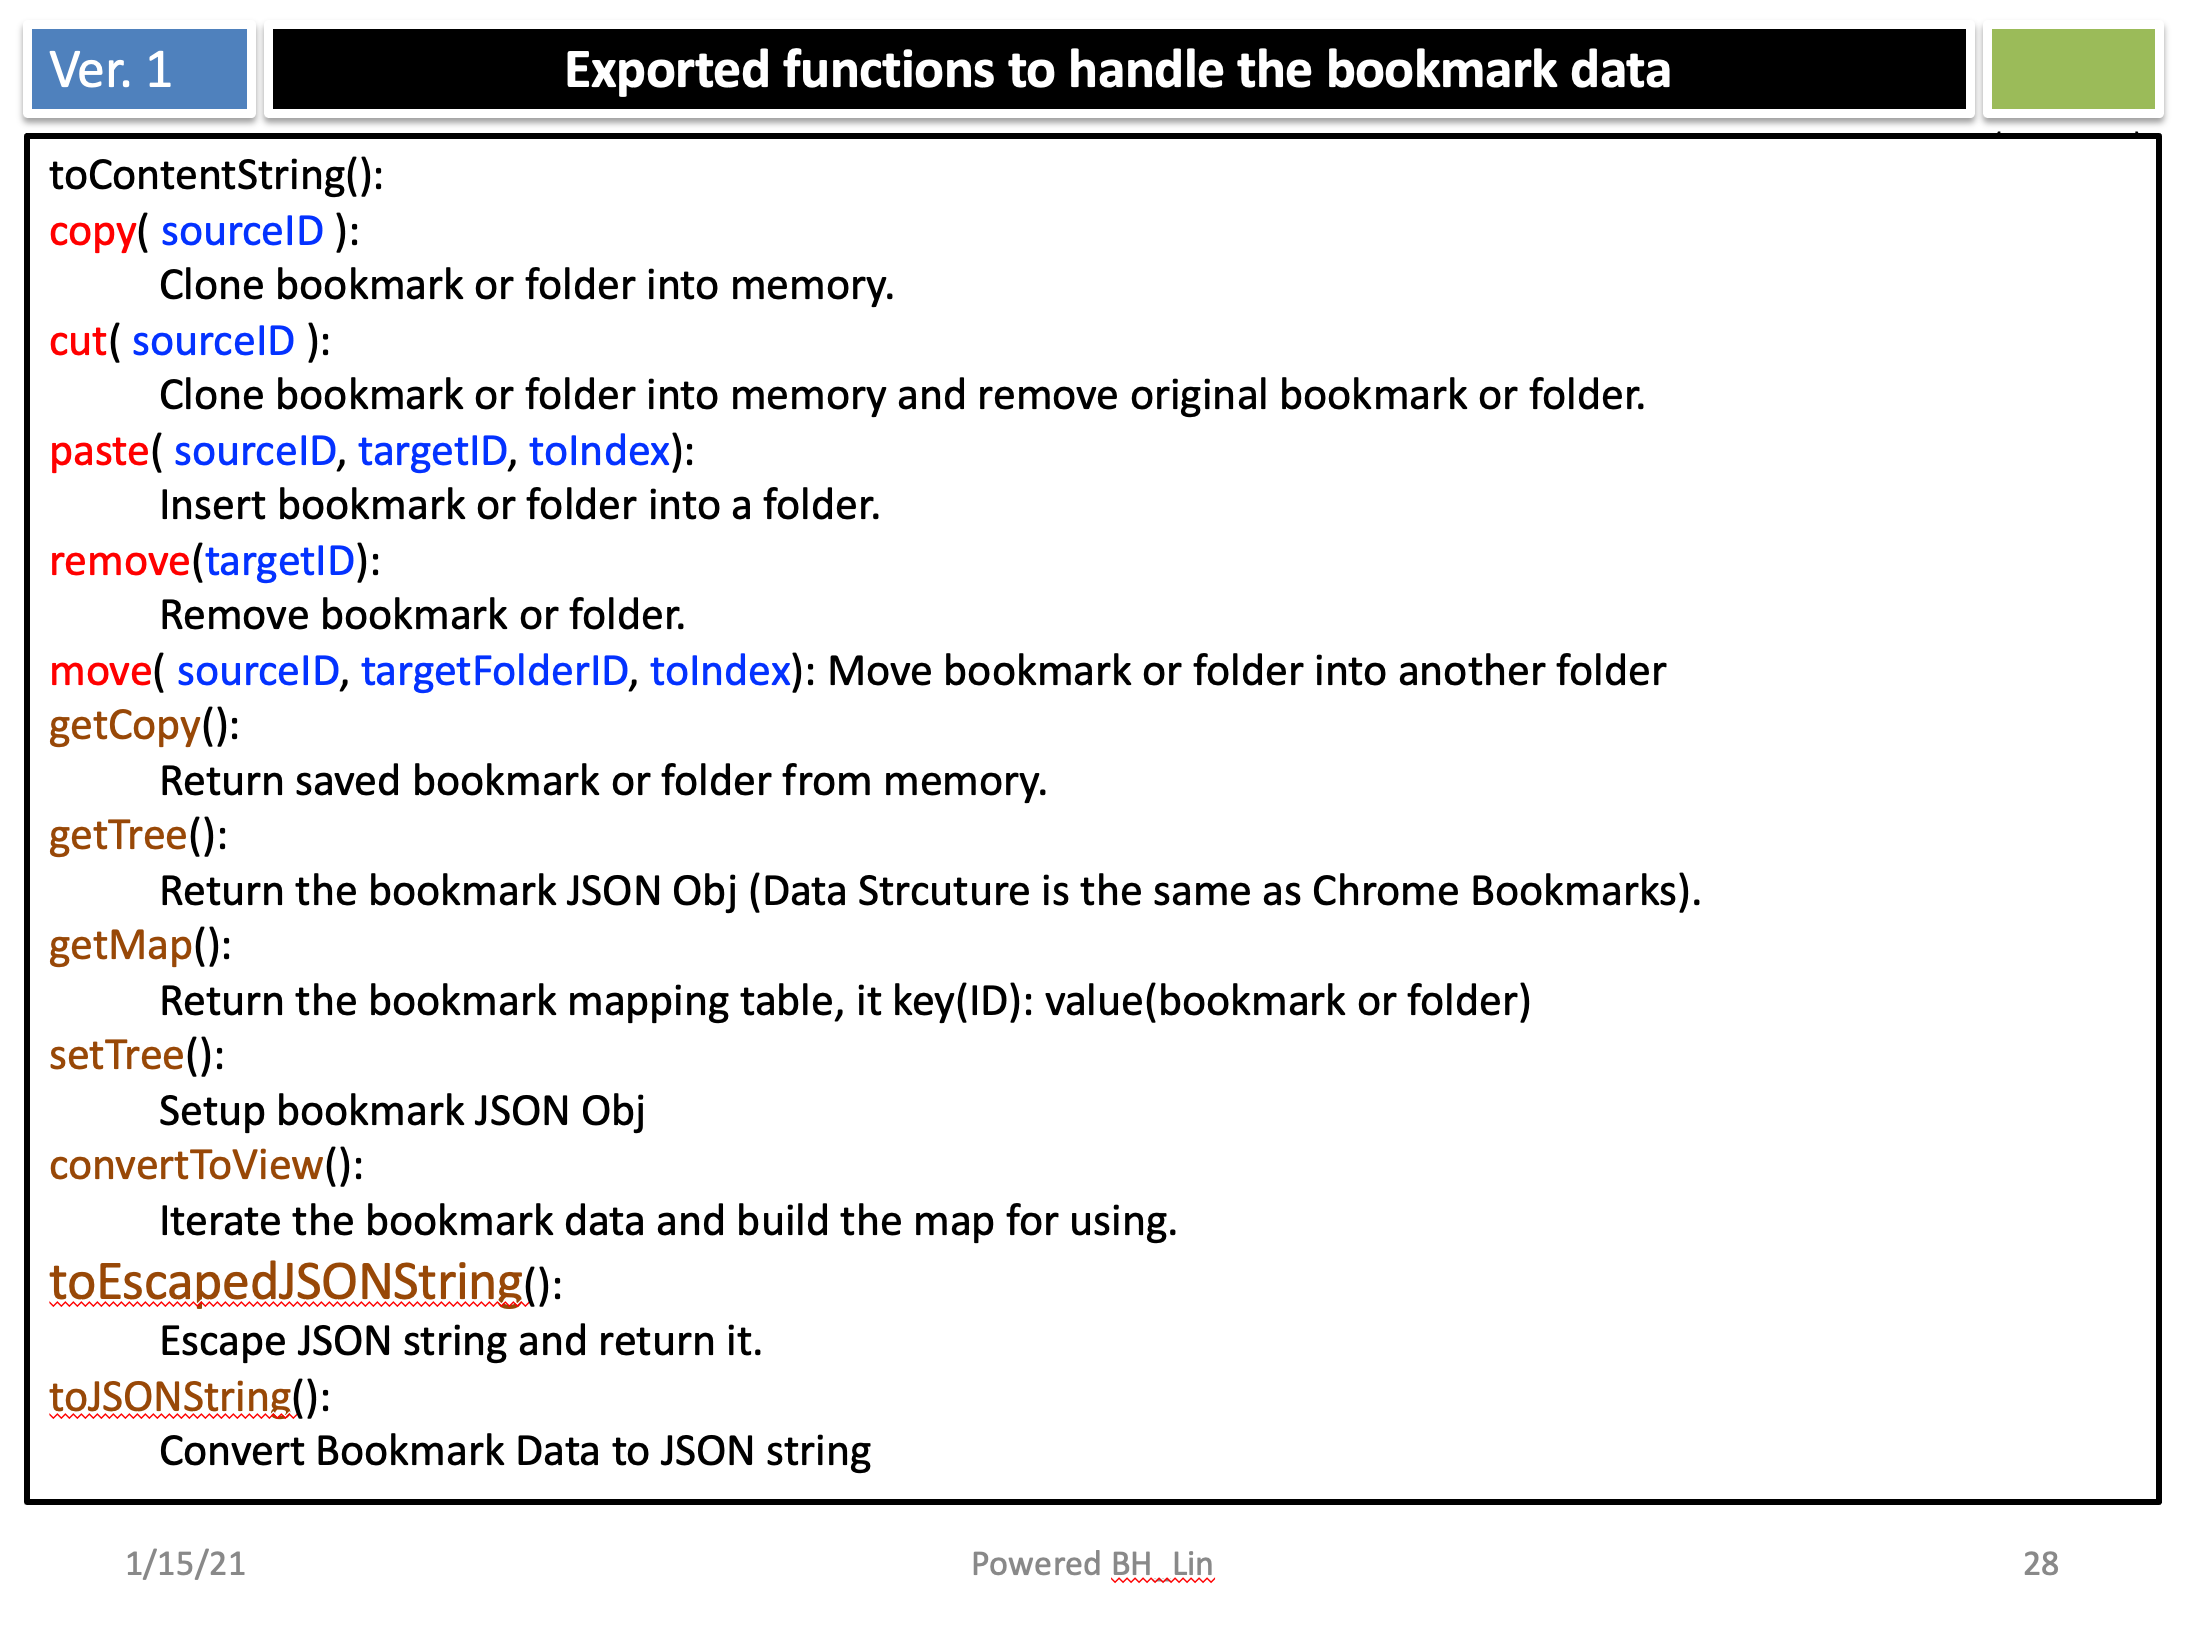 Ver. 1
Exported functions to handle the bookmark data
toContentString():
copy( sourceID ):
Clone bookmark or folder into memory.
cut( sourceID ):
Clone bookmark or folder into memory and remove original bookmark or folder.
paste( sourceID, targetID, toIndex):
Insert bookmark or folder into a folder.
remove(targetID):
Remove bookmark or folder.
move( sourceID, targetFolderID, toIndex): Move bookmark or folder into another folder
getCopy():
Return saved bookmark or folder from memory.
getTree():
Return the bookmark JSON Obj (Data Strcuture is the same as Chrome Bookmarks).
getMap():
Return the bookmark mapping table, it key(ID): value(bookmark or folder)
setTree():
Setup bookmark JSON Obj
convertToView():
Iterate the bookmark data and build the map for using.
toEscapedJSONString():
Escape JSON string and return it.
toJSONString():
Convert Bookmark Data to JSON string
1/15/21
Powered BH_Lin
28